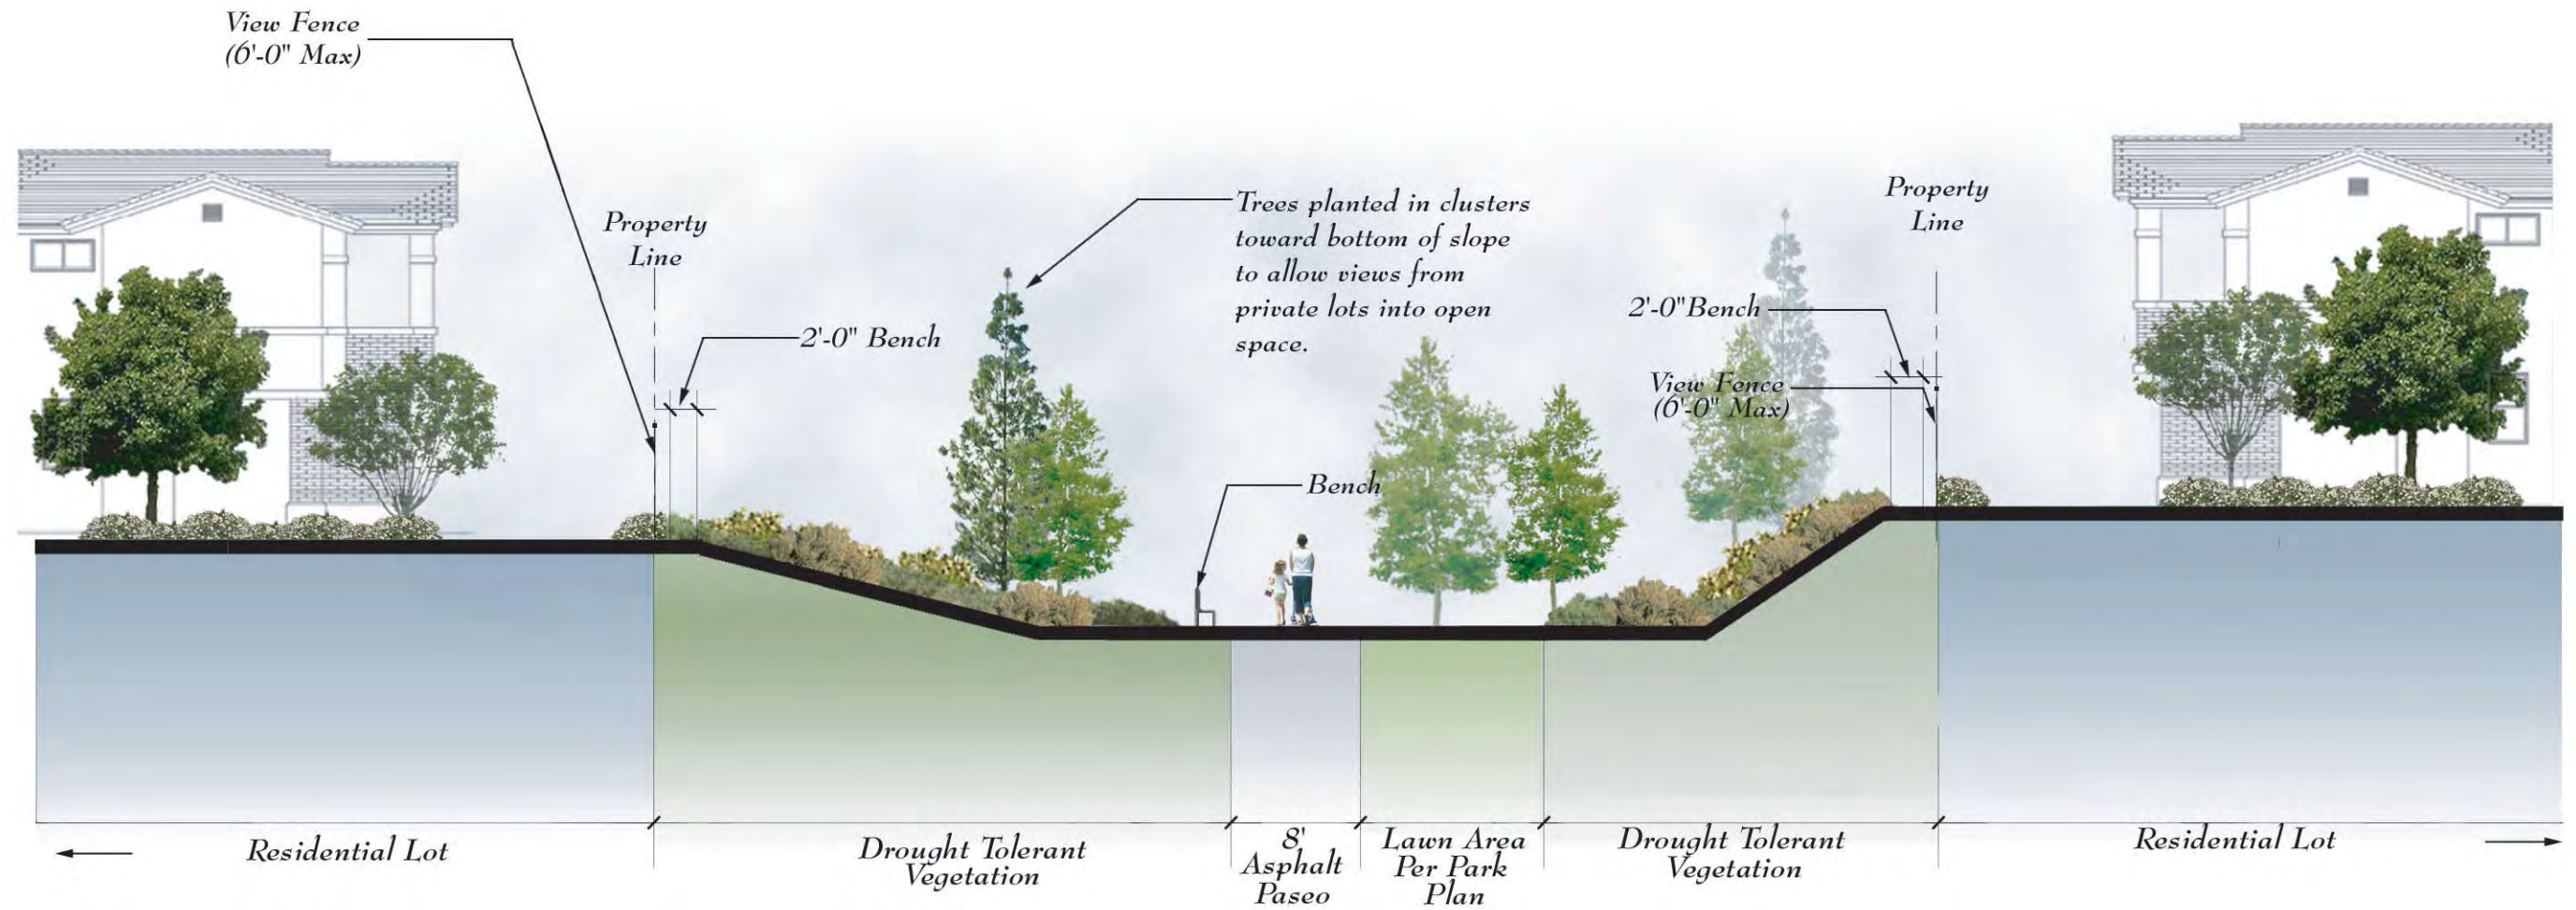 View Fence
(6'-0" Max)
Property
Line
2'-0" Bench
Trees planted in clusters
toward bottom of slope
to allow views from
private lots into open
space.
Bench
Property
Line
2'-0"Bench
View Fence
(6'-0" Max)
Residential Lot
Drought Tolerant
Vegetation
8'
Asphalt
Paseo
Lawn Area
Per Park
Plan
Drought Tolerant
Vegetation
Residential Lot